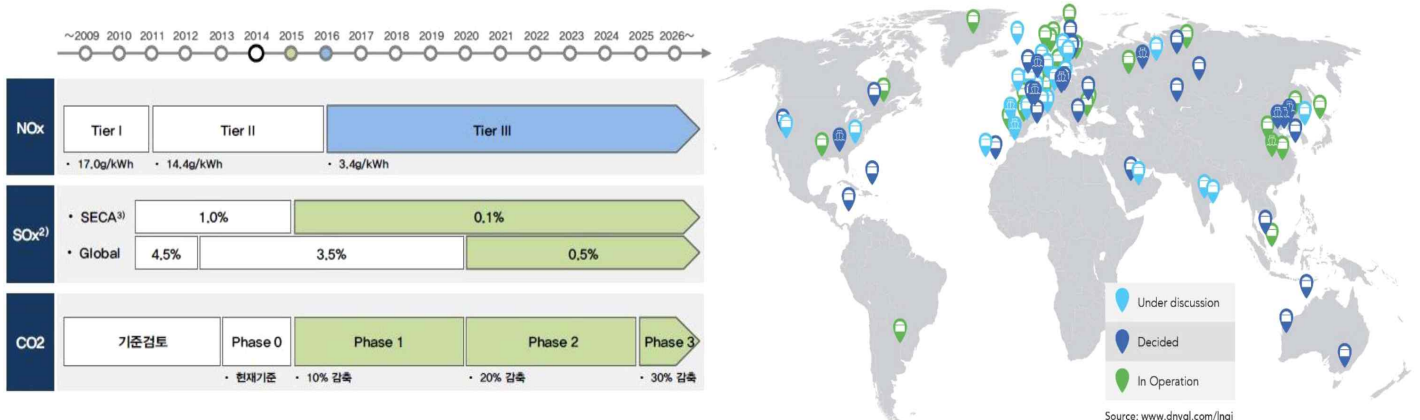 ~2009 2010 2011 2012 2013 2014 2015 2016 2017 2018 2019 2020 2021 2022 2023 2024 2025 2026~
NOx
Tier I Tier II Tier III
• 17.0g/kWh • 14.4g/kWh • 3.4g/kWh
SOx2)
• SECA3) 1.0% 0.1%
• Global 4.5% 3.5% 0.5%
CO2
기준검토 Phase 0 Phase 1 Phase 2 Phase 3
• 현재기준 • 10% 감축 • 20% 감축 • 30% 감축
Under discussion
Decided
In Operation
Source: www.dnvgl.com/lngi